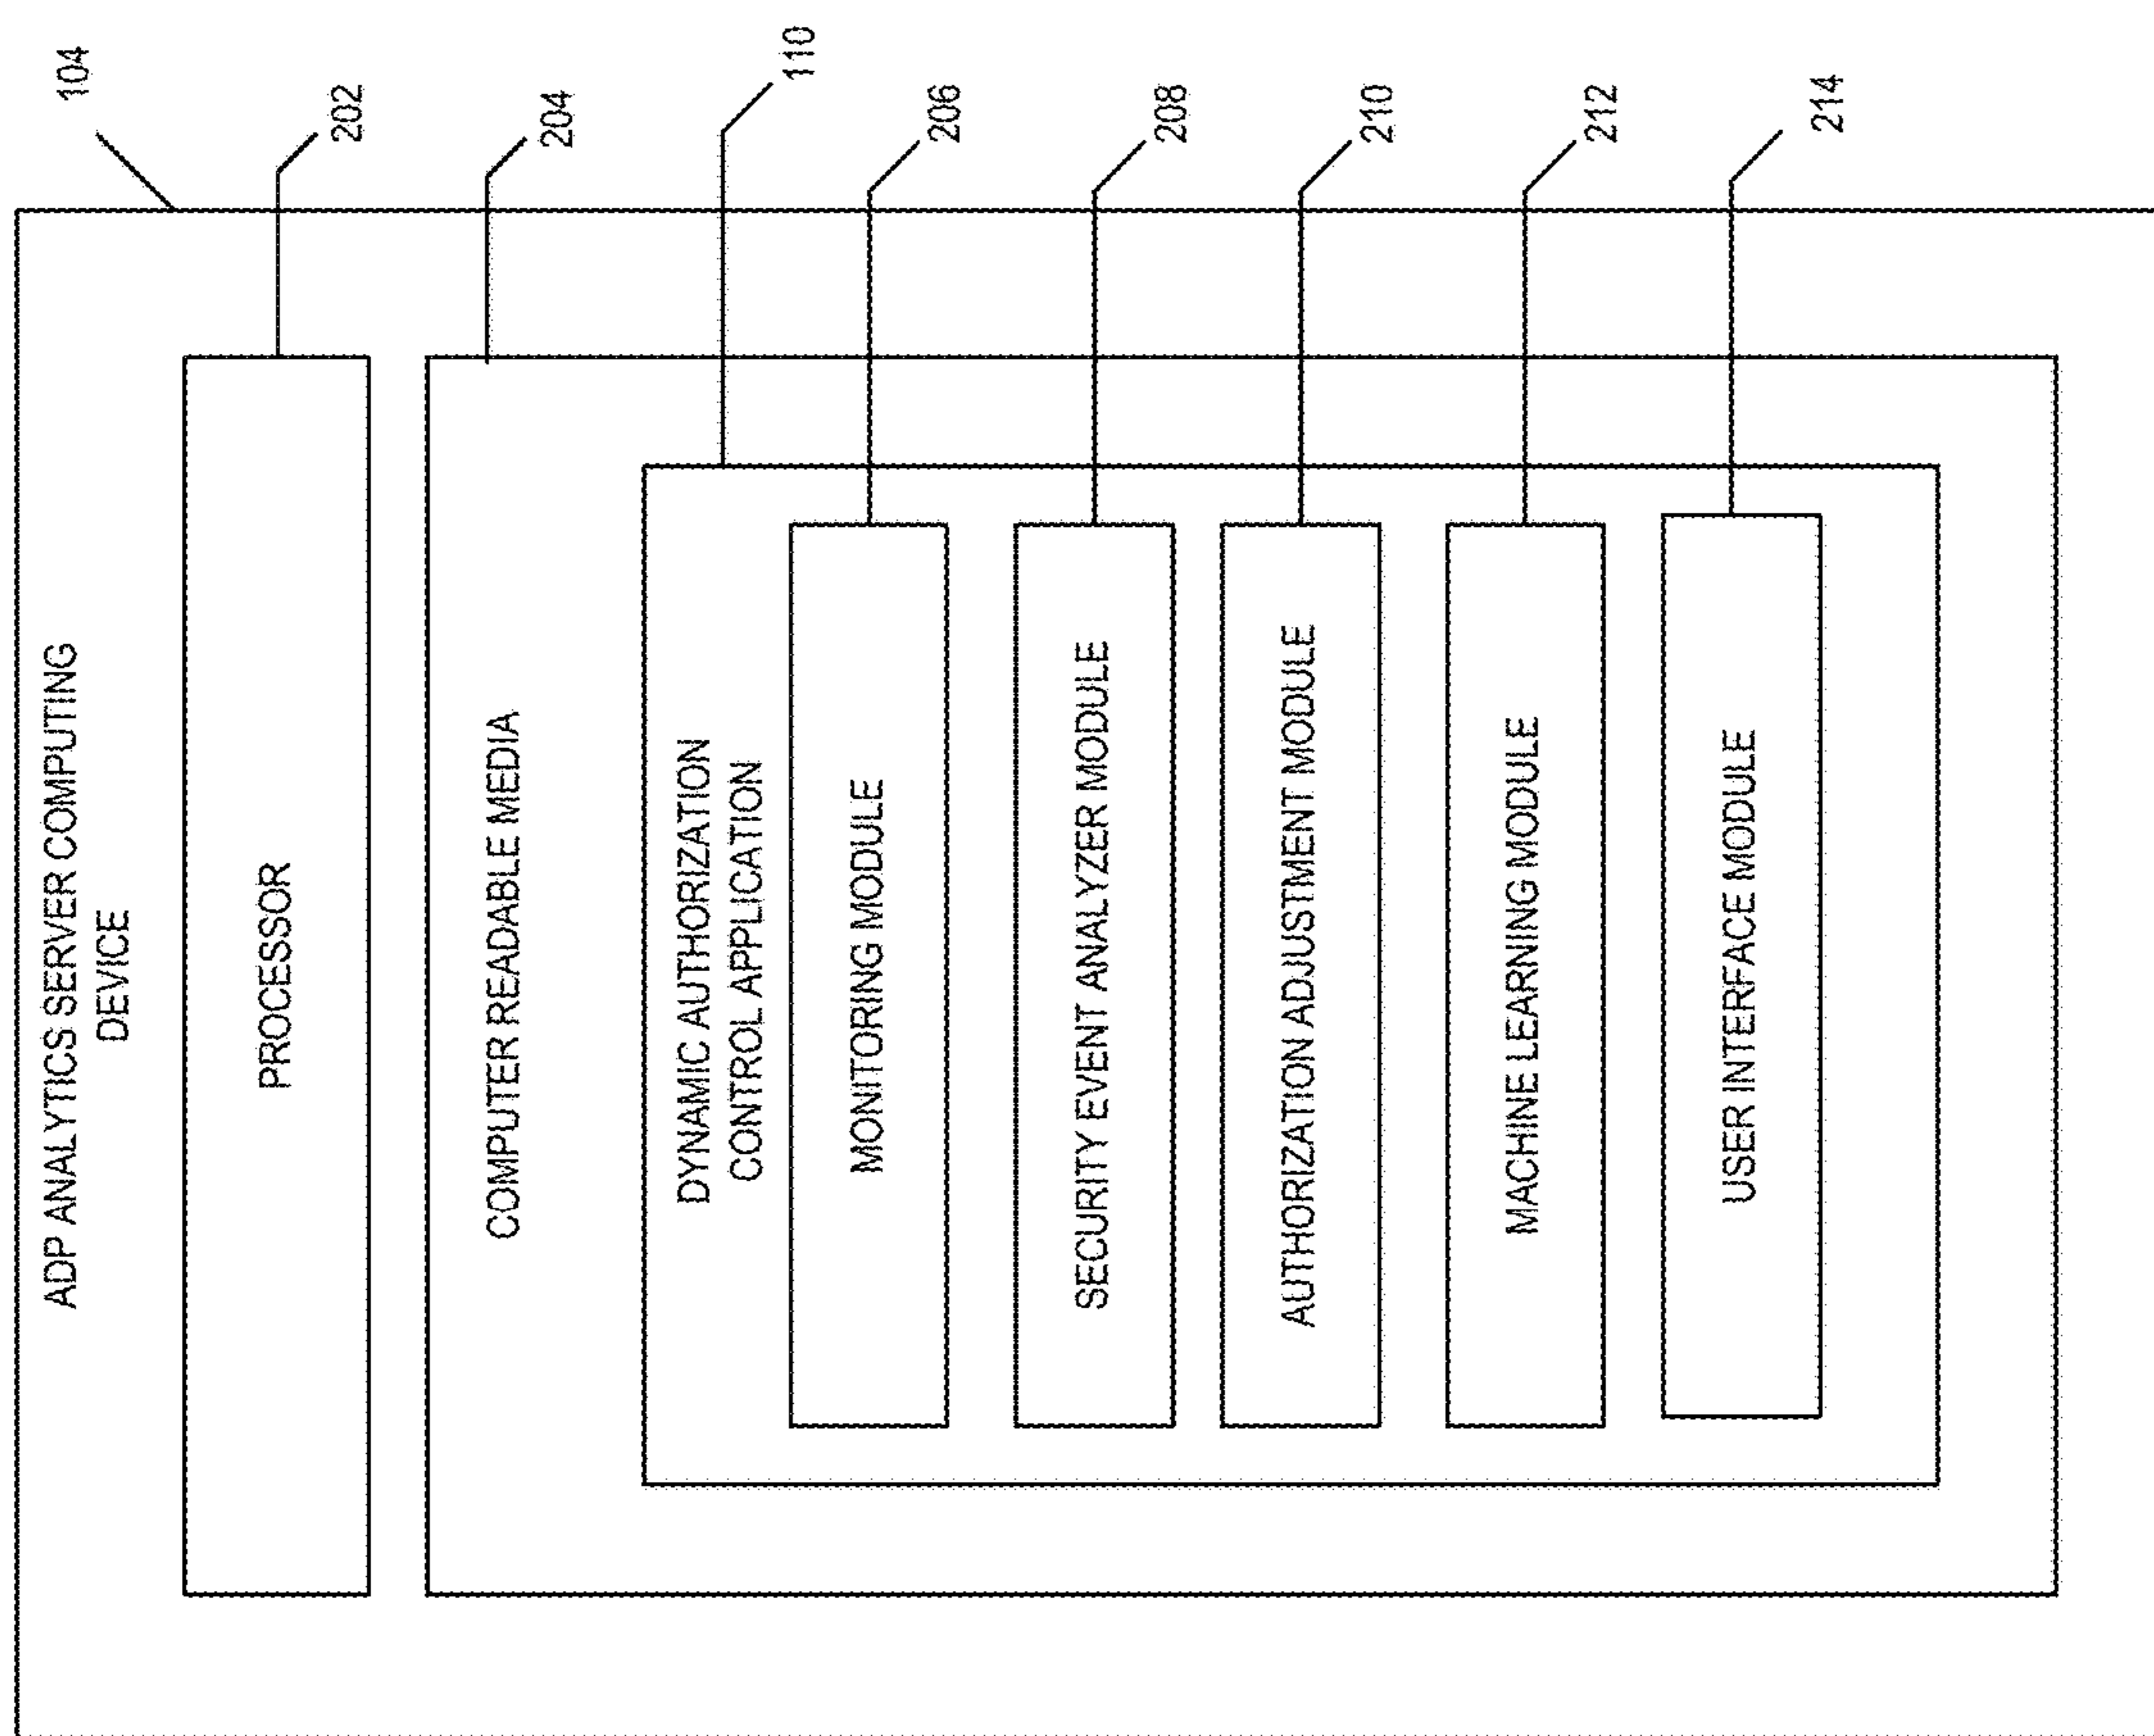 ADP ANALYTICS SERVER COMPUTING
DEVICE
104
PROCESSOR
202
COMPUTER READABLE MEDIA
204
DYNAMIC AUTHORIZATION
CONTROL APPLICATION
110
MONITORING MODULE
206
SECURITY EVENT ANALYZER MODULE
208
AUTHORIZATION ADJUSTMENT MODULE
210
MACHINE LEARNING MODULE
212
USER INTERFACE MODULE
214